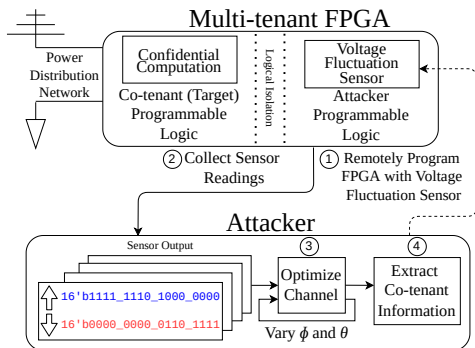 Multi-tenant FPGA
Power
Distribution
Network
Confidential
Computation
Co-tenant (Target)
Programmable
Logic
Logical Isolation
Voltage
Fluctuation
Sensor
Attacker
Programmable
Logic
2 Collect Sensor
Readings
1 Remotely Program
FPGA with Voltage
Fluctuation Sensor
Attacker
Sensor Output
16'b1111_1110_1000_0000
16'b0000_0000_0110_1111
3
Optimize
Channel
Vary ϕ and θ
4
Extract
Co-tenant
Information